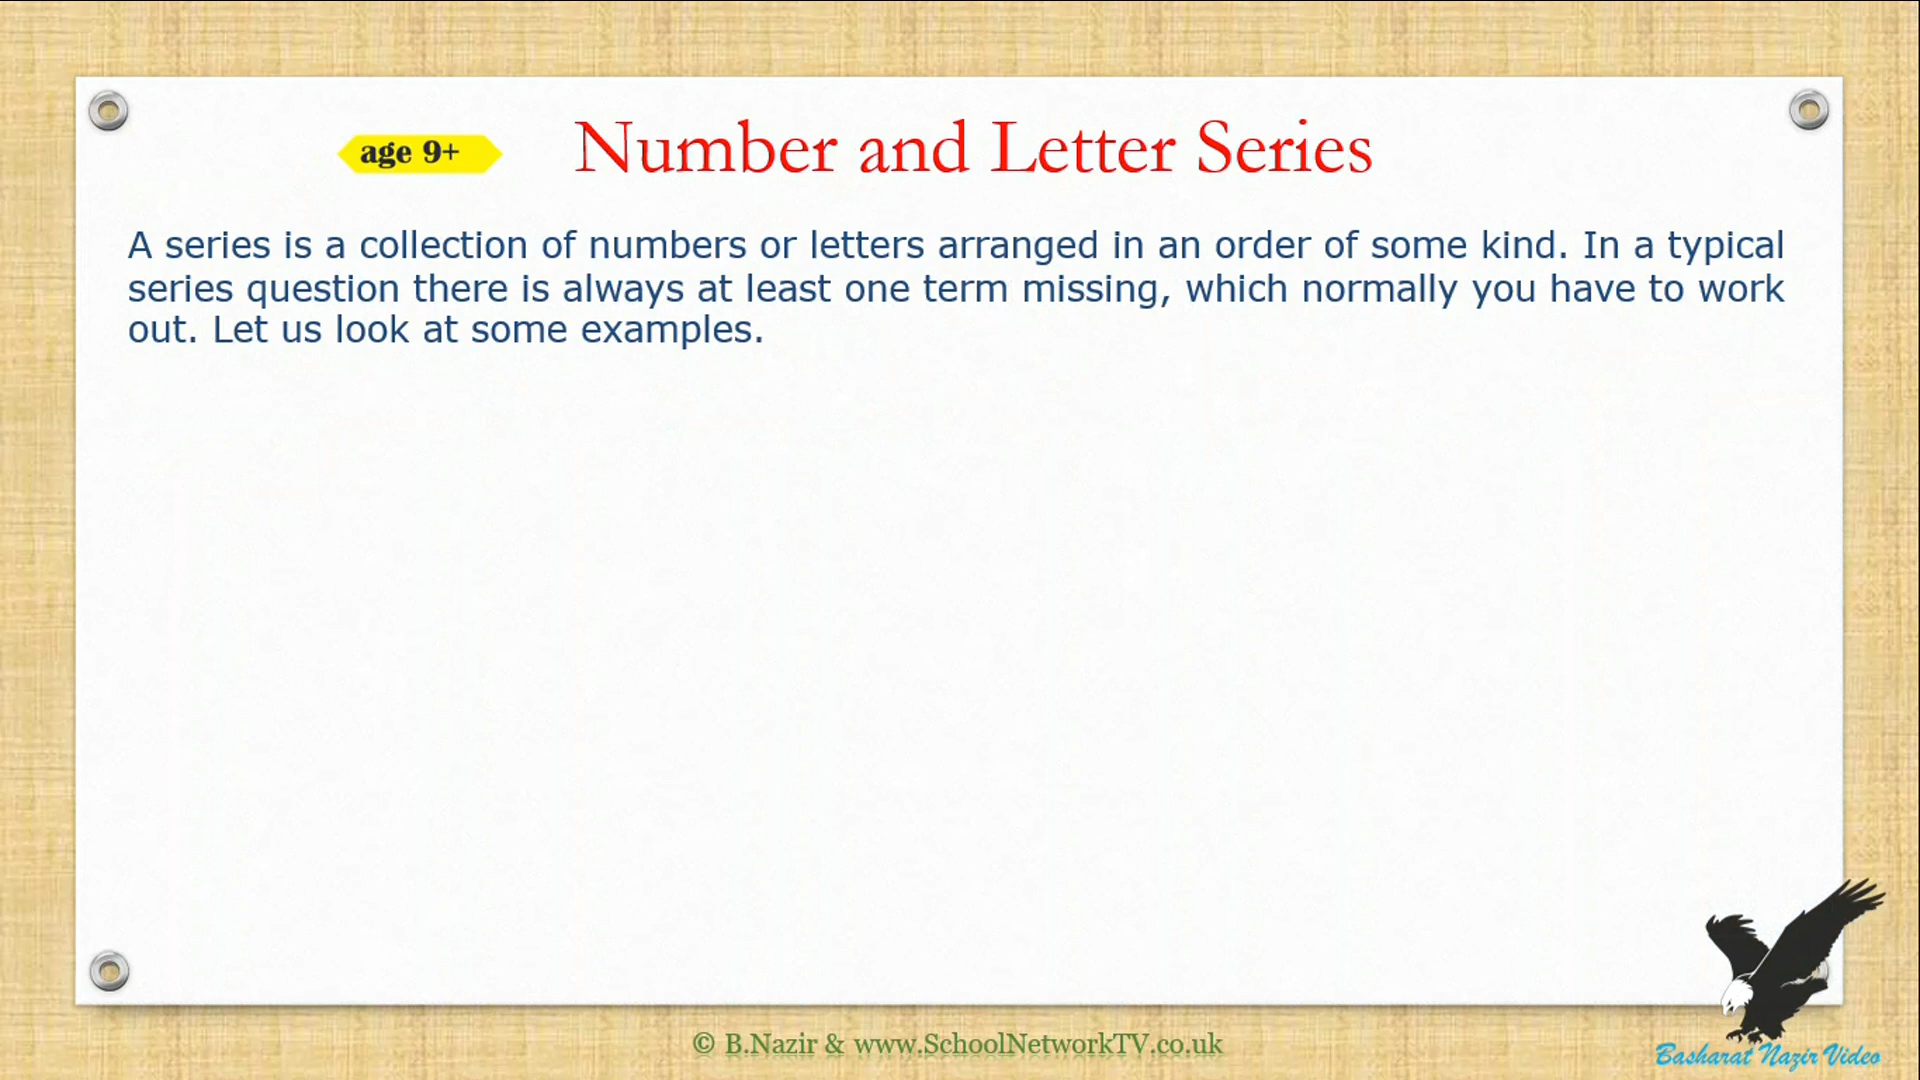 age 9+
Number and Letter Series
A series is a collection of numbers or letters arranged in an order of some kind. In a typical
series question there is always at least one term missing, which normally you have to work
out. Let us look at some examples.
© B.Nazir & www.SchoolNetworkTV.co.uk
Basharat Nazir Video